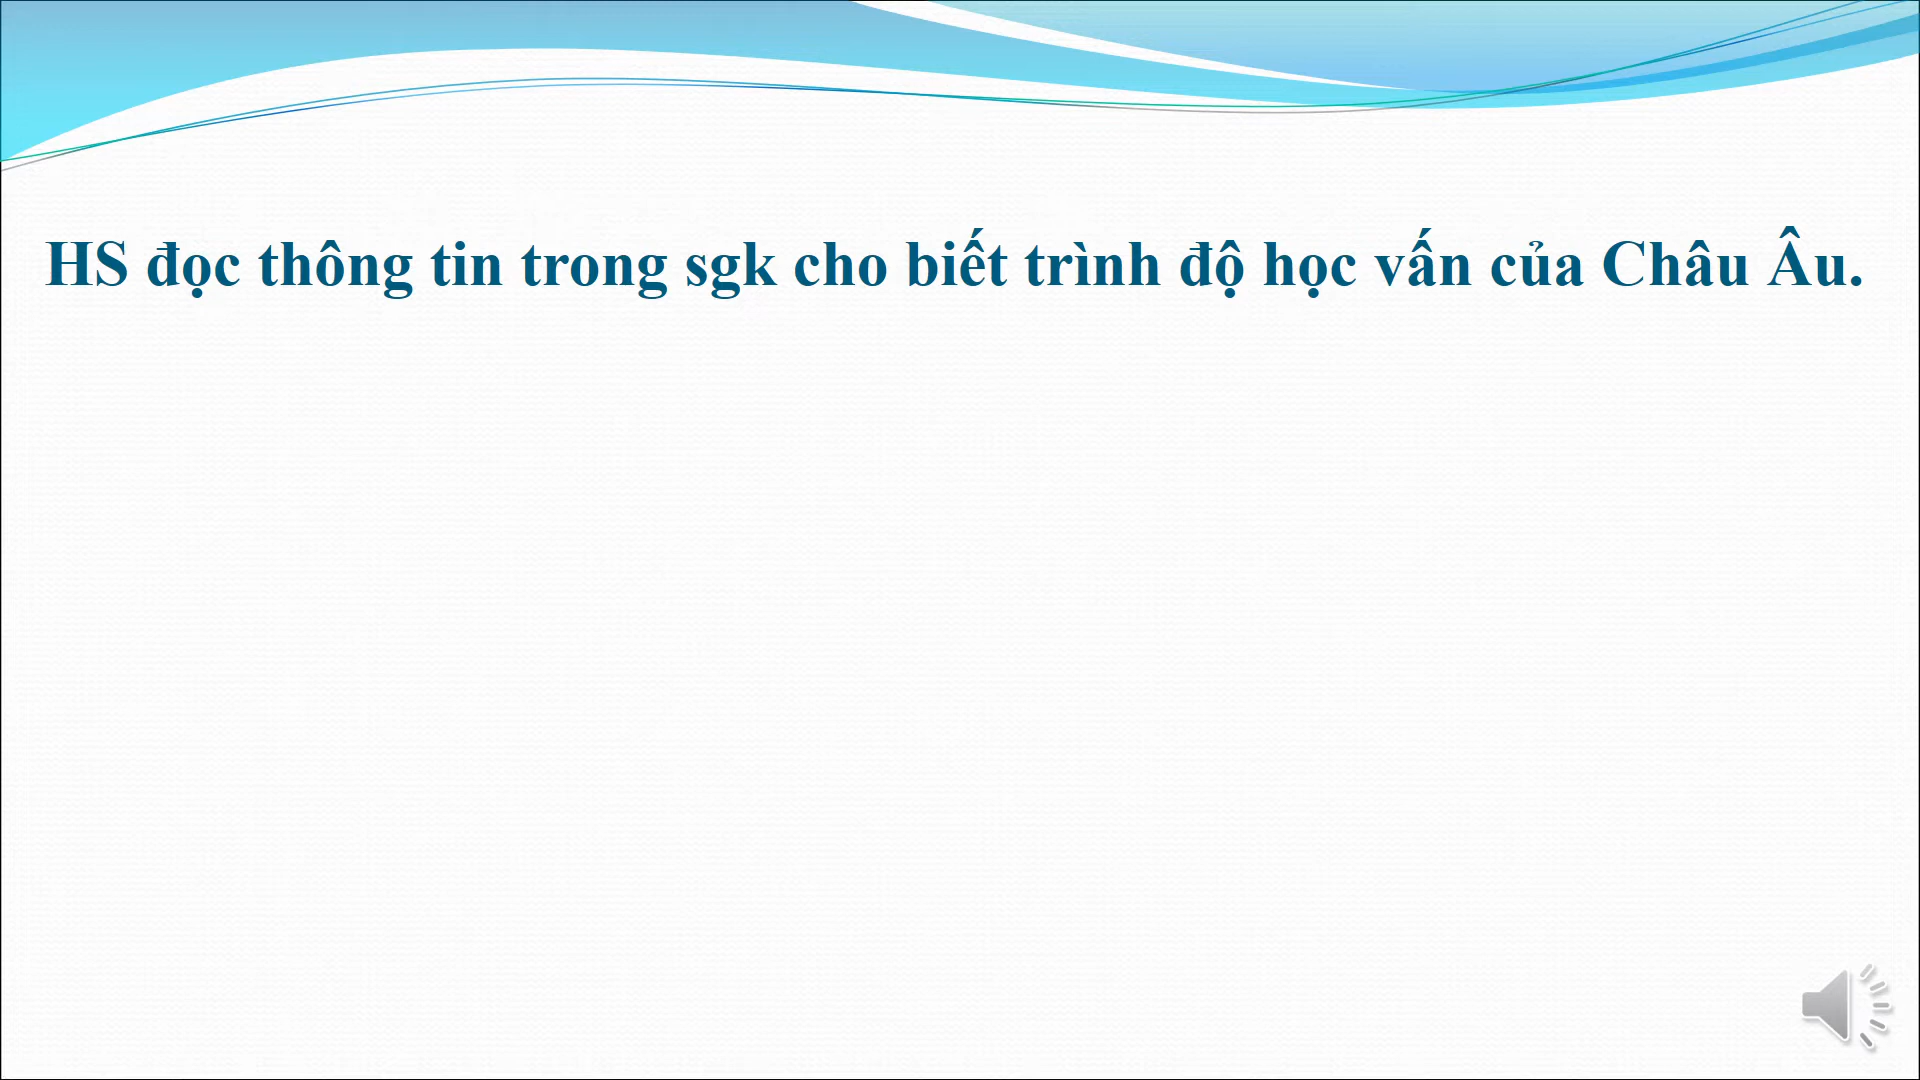 HS đọc thông tin trong sgk cho biết trình độ học vấn của Châu Âu.